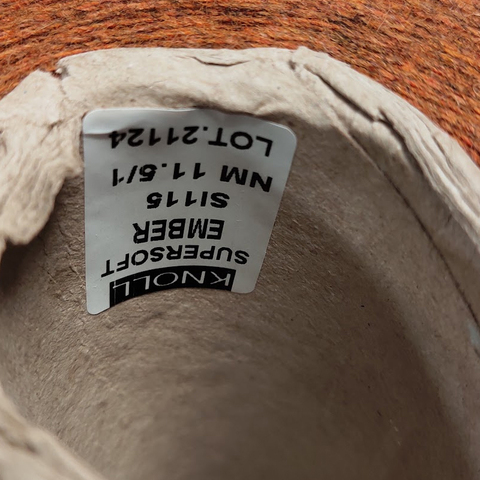 KNOLL
SUPERSOFT
EMBER
SI115
NM 11.5/1
LOT.21124